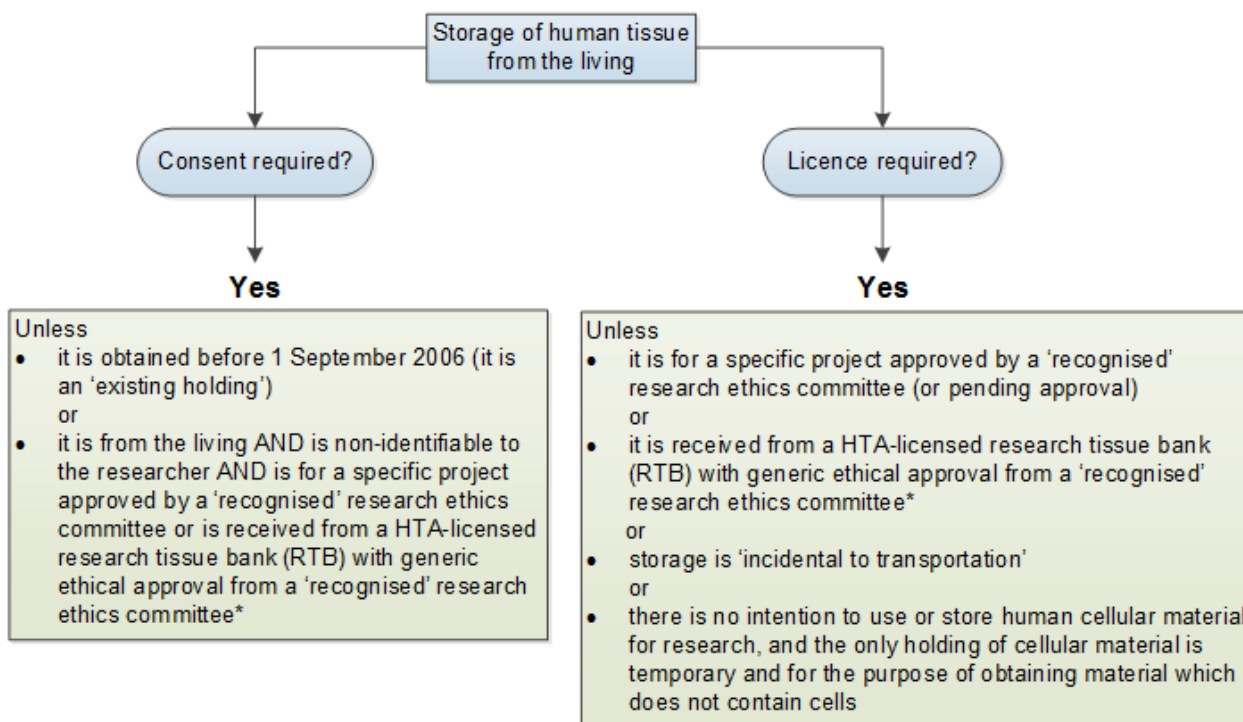 Storage of human tissue
from the living
Consent required?
Licence required?
Yes
Unless
• it is obtained before 1 September 2006 (it is
an ‘existing holding’)
or
• it is from the living AND is non-identifiable to
the researcher AND is for a specific project
approved by a ‘recognised’ research ethics
committee or is received from a HTA-licensed
research tissue bank (RTB) with generic
ethical approval from a ‘recognised’ research
ethics committee*
Yes
Unless
• it is for a specific project approved by a ‘recognised’
research ethics committee (or pending approval)
or
• it is received from a HTA-licensed research tissue bank
(RTB) with generic ethical approval from a ‘recognised’
research ethics committee*
or
• storage is ‘incidental to transportation’
or
• there is no intention to use or store human cellular material
for research, and the only holding of cellular material is
temporary and for the purpose of obtaining material which
does not contain cells